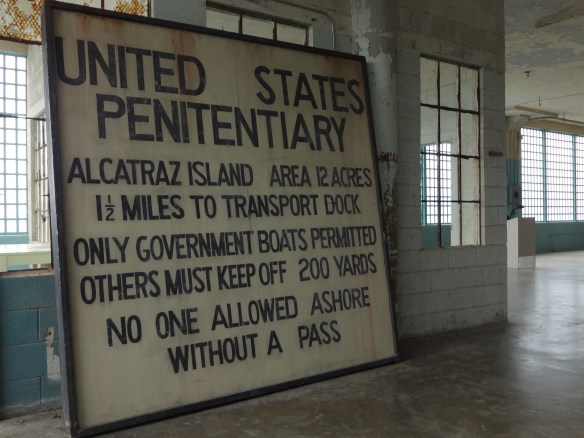 UNITED STATES
PENITENTIARY
ALCATRAZ ISLAND AREA 12 ACRES
1½ MILES TO TRANSPORT DOCK
ONLY GOVERNMENT BOATS PERMITTED
OTHERS MUST KEEP OFF 200 YARDS
NO ONE ALLOWED ASHORE
WITHOUT A PASS